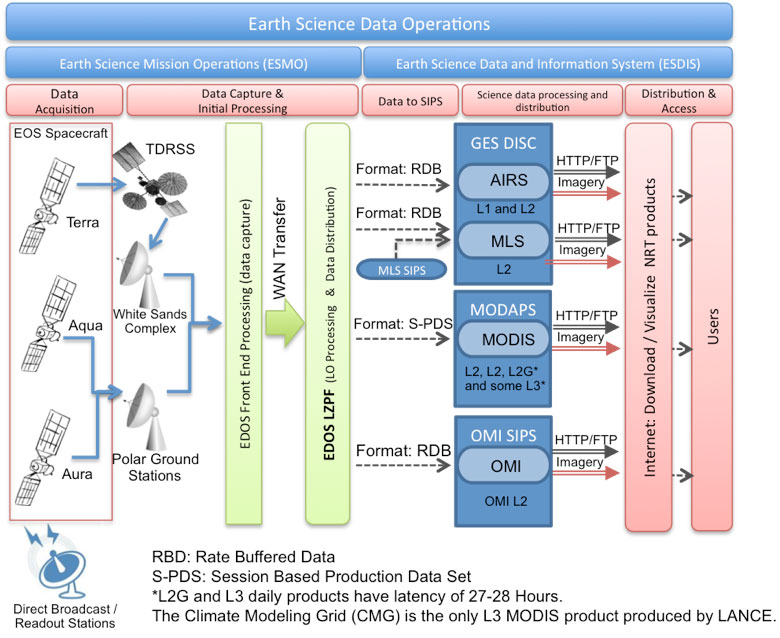 Earth Science Data Operations
Earth Science Mission Operations (ESMO)
Earth Science Data and Information System (ESDIS)
Data
Acquisition
Data Capture &
Initial Processing
Data to SIPS
Science data processing and
distribution
Distribution &
Access
EOS Spacecraft
TDRSS
Terra
White Sands
Complex
Aqua
Aura
Polar Ground
Stations
EDOS Front End Processing (data capture)
WAN Transfer
EDOS LZPF (LO Processing & Data Distribution)
Format: RDB
Format: RDB
MLS SIPS
Format: S-PDS
Format: RDB
GES DISC
AIRS
L1 and L2
MLS
L2
MODAPS
MODIS
L2, L2, L2G*
and some L3*
OMI SIPS
OMI
OMI L2
HTTP/FTP
Imagery
HTTP/FTP
Imagery
HTTP/FTP
Imagery
HTTP/FTP
Imagery
Internet: Download / Visualize NRT products
Users
Direct Broadcast /
Readout Stations
RBD: Rate Buffered Data
S-PDS: Session Based Production Data Set
*L2G and L3 daily products have latency of 27-28 Hours.
The Climate Modeling Grid (CMG) is the only L3 MODIS product produced by LANCE.